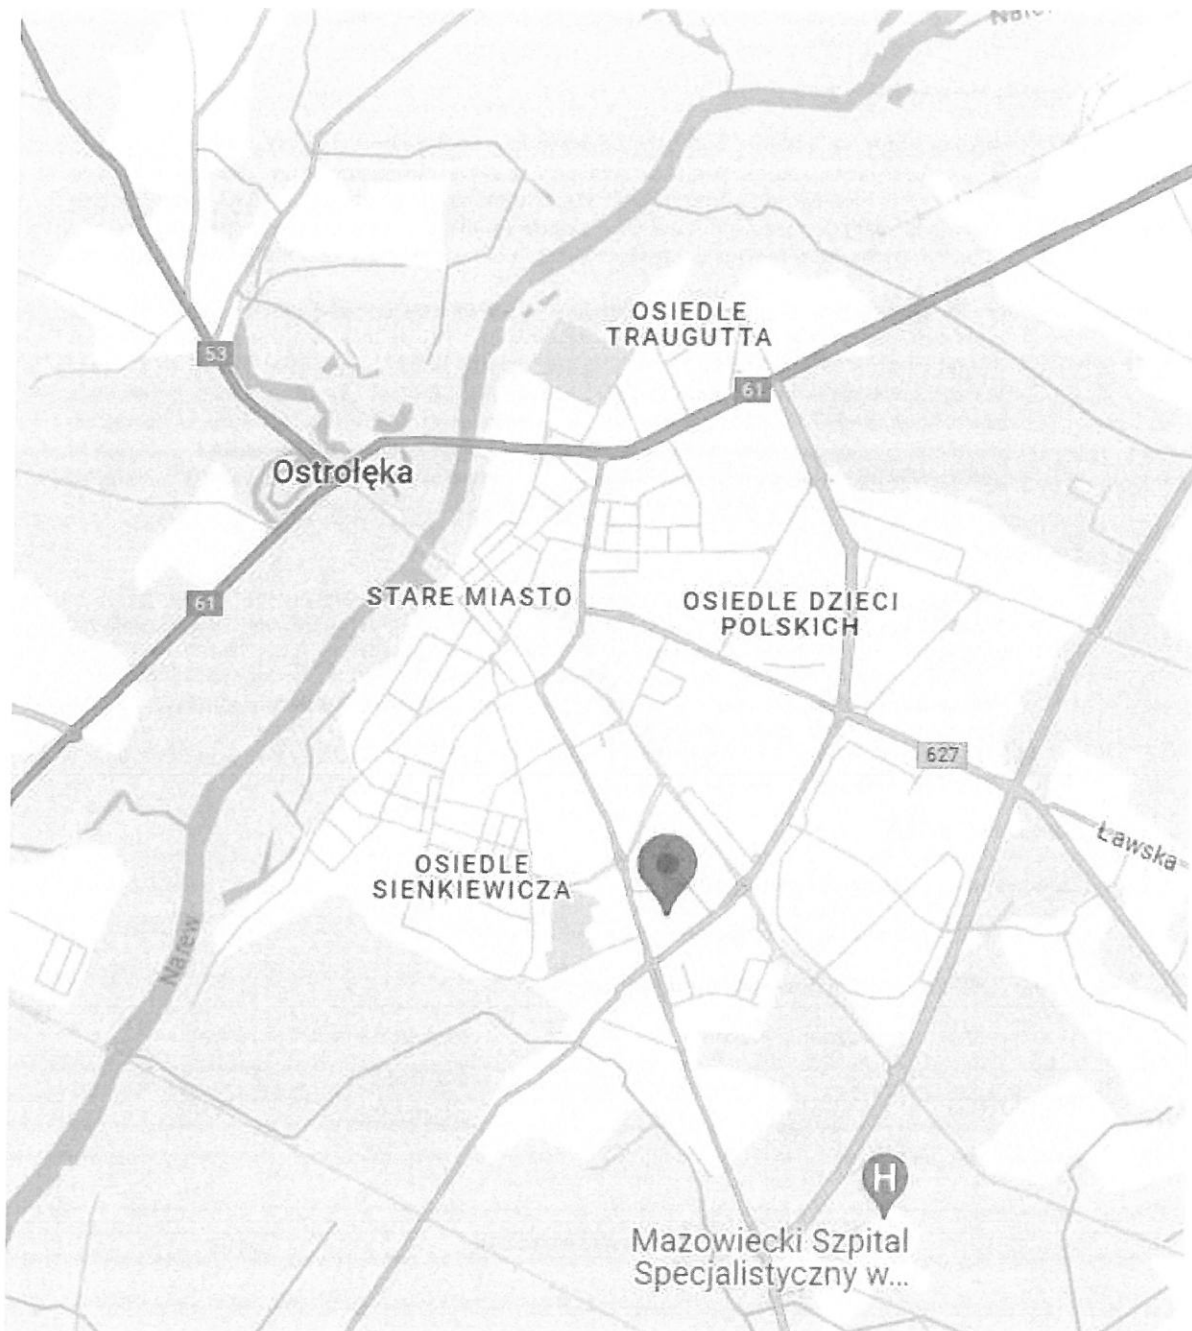 OSIEDLE
TRAUGUTTA
53
61
Ostrołęka
61
STARE MIASTO
OSIEDLE DZIECI
POLSKICH
627
Ławska
OSIEDLE
SIENKIEWICZA
Narew
H
Mazowiecki Szpital
Specjalistyczny w...